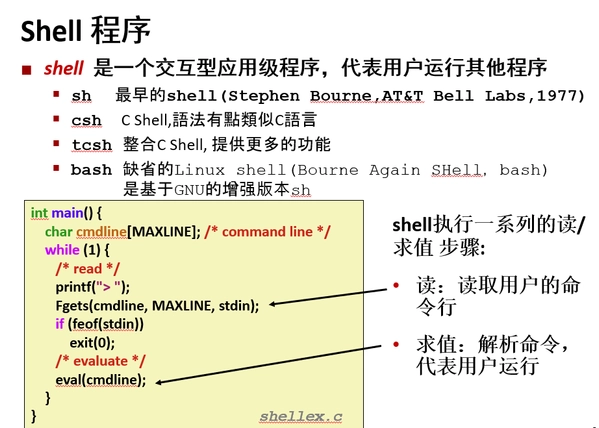 Shell 程序
■ shell 是一个交互型应用级程序，代表用户运行其他程序
▪ sh 最早的shell(Stephen Bourne,AT&T Bell Labs,1977)
▪ csh C Shell,語法有點類似C語言
▪ tcsh 整合C Shell, 提供更多的功能
▪ bash 缺省的Linux shell(Bourne Again SHell, bash)
是基于GNU的增强版本sh
int main() {
char cmdline[MAXLINE]; /* command line */
while (1) {
/* read */
printf("> ");
Fgets(cmdline, MAXLINE, stdin);
if (feof(stdin))
exit(0);
/* evaluate */
eval(cmdline);
}
}
shellex.c
shell执行一系列的读/
求值 步骤:
• 读：读取用户的命
令行
• 求值：解析命令，
代表用户运行